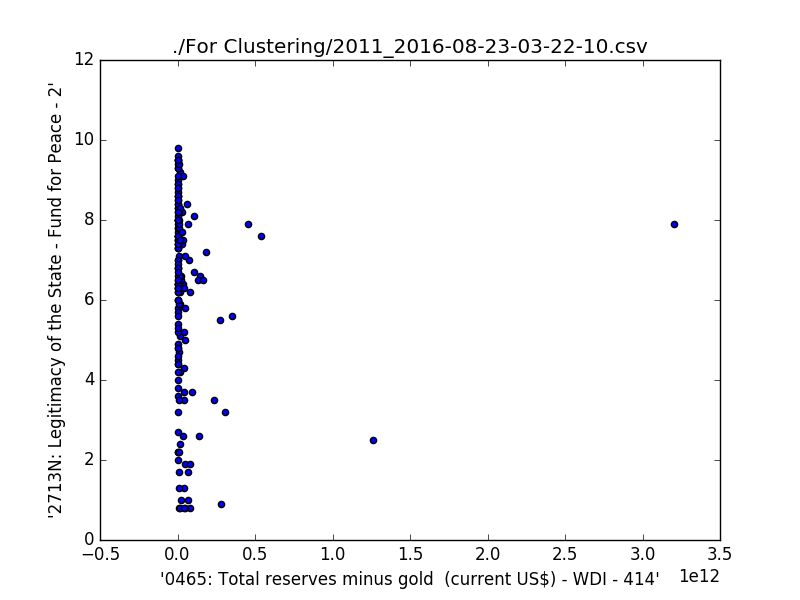 ./For Clustering/2011_2016-08-23-03-22-10.csv
'2713N: Legitimacy of the State - Fund for Peace - 2'
12
10
8
6
4
2
0
−0.5 0.0 0.5 1.0 1.5 2.0 2.5 3.0 3.5
'0465: Total reserves minus gold  (current US$) - WDI - 414'
1e12